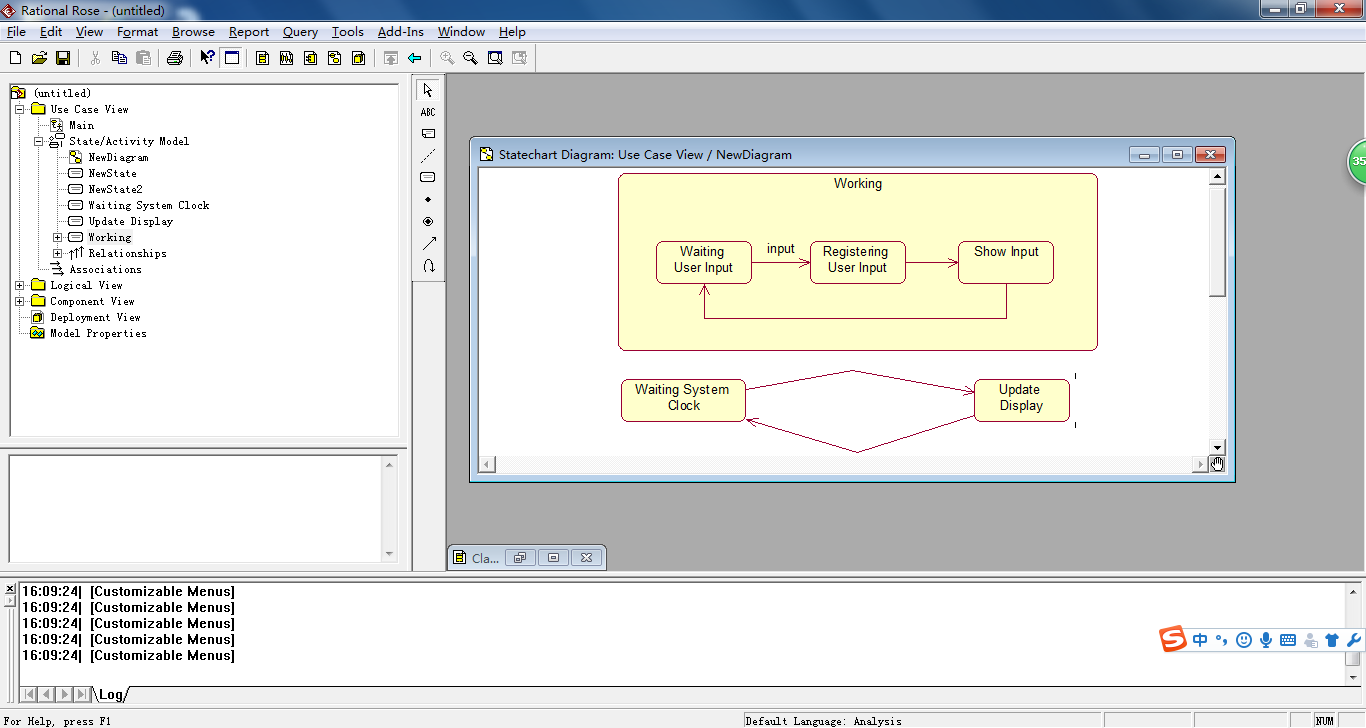 Rational Rose - (untitled)
File Edit View Format Browse Report Query Tools Add-Ins Window Help
(untitled)
Use Case View
Main
State/Activity Model
NewDiagram
NewState
NewState2
Waiting System Clock
Update Display
Working
Relationships
Associations
Logical View
Component View
Deployment View
Model Properties
ABC
Statechart Diagram: Use Case View / NewDiagram
Working
Waiting
User Input
input
Registering
User Input
Show Input
Waiting System
Clock
Update
Display
Cla...
35
16:09:24| [Customizable Menus]
16:09:24| [Customizable Menus]
16:09:24| [Customizable Menus]
16:09:24| [Customizable Menus]
16:09:24| [Customizable Menus]
S 中
Log
For Help, press F1
Default Language: Analysis
NUM